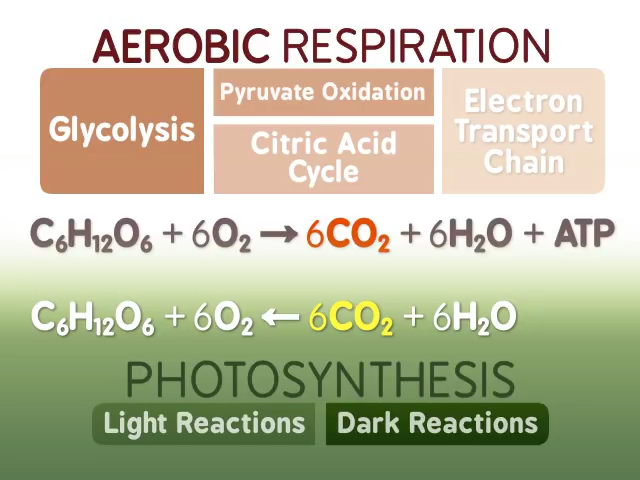 AEROBIC RESPIRATION
Glycolysis
Pyruvate Oxidation
Citric Acid
Cycle
Electron
Transport
Chain
C₆H₁₂O₆ + 6O₂ → 6CO₂ + 6H₂O + ATP
C₆H₁₂O₆ + 6O₂ ← 6CO₂ + 6H₂O
PHOTOSYNTHESIS
Light Reactions
Dark Reactions